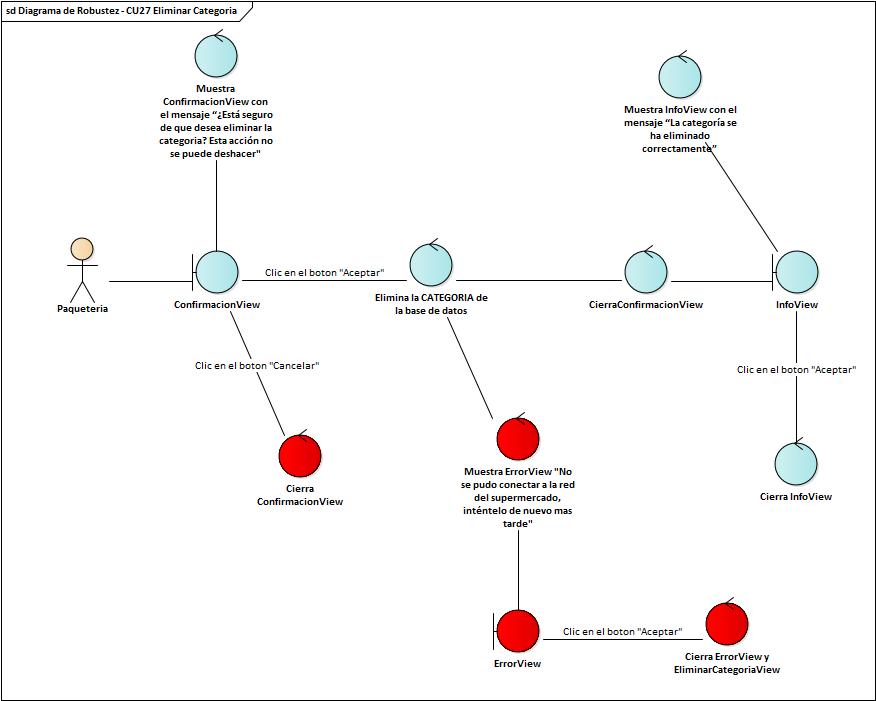 sd Diagrama de Robustez - CU27 Eliminar Categoria
Muestra
ConfirmacionView con
el mensaje “¿Está seguro
de que desea eliminar la
categoria? Esta acción no
se puede deshacer"
Muestra InfoView con el
mensaje “La categoría se
ha eliminado
correctamente”
Paqueteria
ConfirmacionView
Clic en el boton "Aceptar"
Elimina la CATEGORIA de
la base de datos
CierraConfirmacionView
InfoView
Clic en el boton "Cancelar"
Clic en el boton "Aceptar"
Cierra
ConfirmacionView
Muestra ErrorView "No
se pudo conectar a la red
del supermercado,
inténtelo de nuevo mas
tarde"
Cierra InfoView
ErrorView
Clic en el boton "Aceptar"
Cierra ErrorView y
EliminarCategoriaView